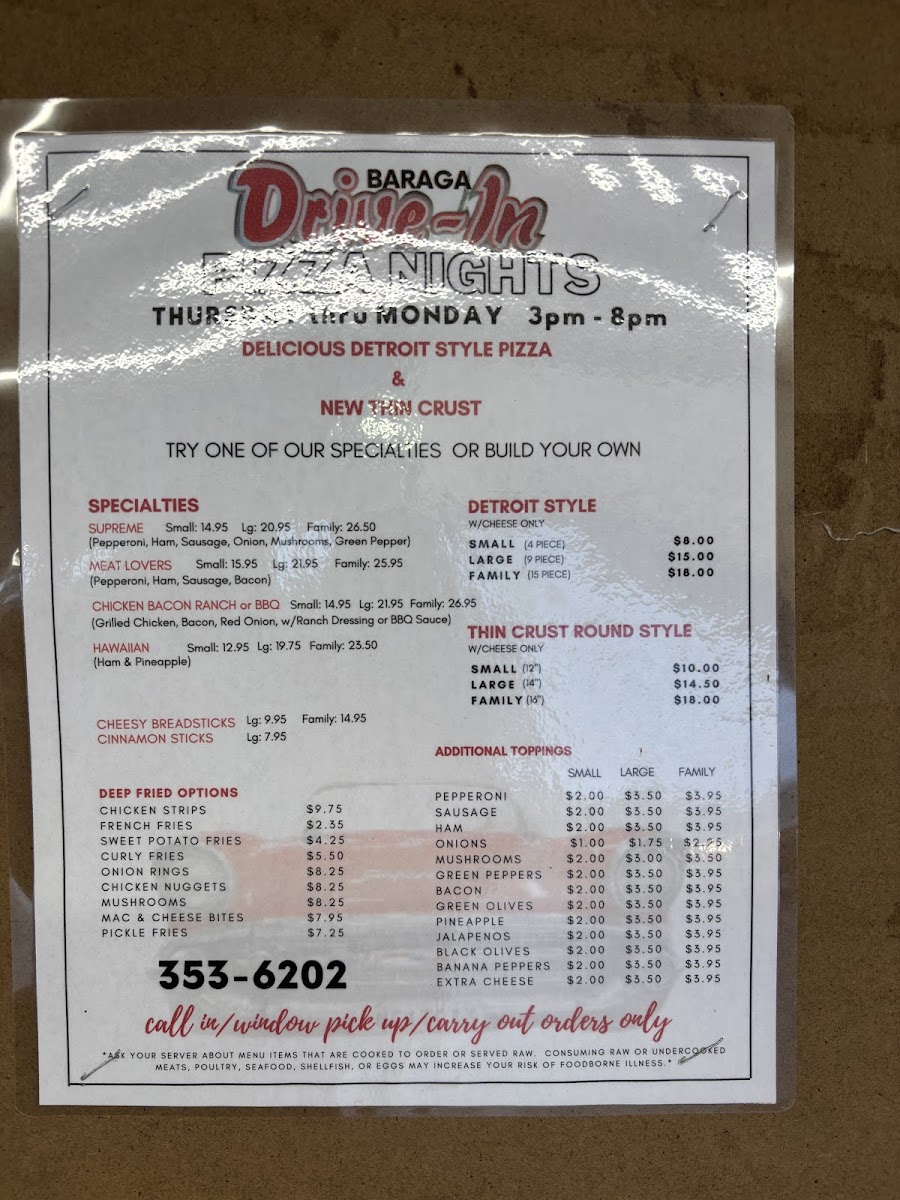 BARAGA
Drive-In
PIZZA NIGHTS
THURSDAY thru MONDAY 3pm - 8pm
DELICIOUS DETROIT STYLE PIZZA
&
NEW THIN CRUST
TRY ONE OF OUR SPECIALTIES OR BUILD YOUR OWN
SPECIALTIES
SUPREME Small: 14.95 Lg: 20.95 Family: 26.50
(Pepperoni, Ham, Sausage, Onion, Mushrooms, Green Pepper)
MEAT LOVERS Small: 15.95 Lg: 21.95 Family: 25.95
(Pepperoni, Ham, Sausage, Bacon)
CHICKEN BACON RANCH or BBQ Small: 14.95 Lg: 21.95 Family: 26.95
(Grilled Chicken, Bacon, Red Onion, w/Ranch Dressing or BBQ Sauce)
HAWAIIAN Small: 12.95 Lg: 19.75 Family: 23.50
(Ham & Pineapple)
CHEESY BREADSTICKS Lg: 9.95 Family: 14.95
CINNAMON STICKS Lg: 7.95
DEEP FRIED OPTIONS
CHICKEN STRIPS $9.75
FRENCH FRIES $2.35
SWEET POTATO FRIES $4.25
CURLY FRIES $5.50
ONION RINGS $8.25
CHICKEN NUGGETS $8.25
MUSHROOMS $8.25
MAC & CHEESE BITES $7.95
PICKLE FRIES $7.25
353-6202
DETROIT STYLE
W/CHEESE ONLY
SMALL (4 PIECE) $8.00
LARGE (9 PIECE) $15.00
FAMILY (15 PIECE) $18.00
THIN CRUST ROUND STYLE
W/CHEESE ONLY
SMALL (12") $10.00
LARGE (14") $14.50
FAMILY (16") $18.00
ADDITIONAL TOPPINGS
SMALL LARGE FAMILY
PEPPERONI $2.00 $3.50 $3.95
SAUSAGE $2.00 $3.50 $3.95
HAM $2.00 $3.50 $3.95
ONIONS $1.00 $1.75
MUSHROOMS $2.00 $3.00 $3.50
GREEN PEPPERS $2.00 $3.50 $3.95
BACON $2.00 $3.50 $3.95
GREEN OLIVES $2.00 $3.50 $3.95
PINEAPPLE $2.00 $3.50 $3.95
JALAPENOS $2.00 $3.50 $3.95
BLACK OLIVES $2.00 $3.50 $3.95
BANANA PEPPERS $2.00 $3.50 $3.95
EXTRA CHEESE $2.00 $3.50 $3.95
call in/window pick up/carry out orders only
*ASK YOUR SERVER ABOUT MENU ITEMS THAT ARE COOKED TO ORDER OR SERVED RAW. CONSUMING RAW OR UNDERCOOKED
MEATS, POULTRY, SEAFOOD, SHELLFISH, OR EGGS MAY INCREASE YOUR RISK OF FOODBORNE ILLNESS.*